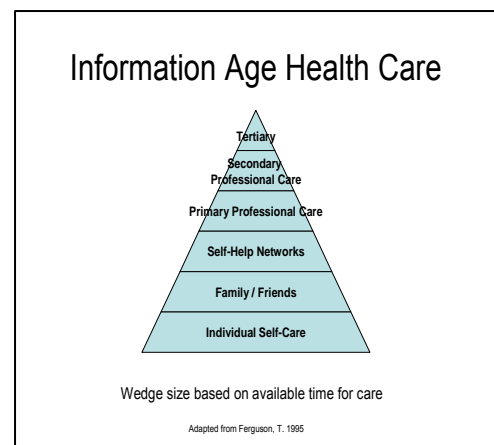 Information Age Health Care
Tertiary
Secondary
Professional Care
Primary Professional Care
Self-Help Networks
Family / Friends
Individual Self-Care
Wedge size based on available time for care
Adapted from Ferguson, T. 1995